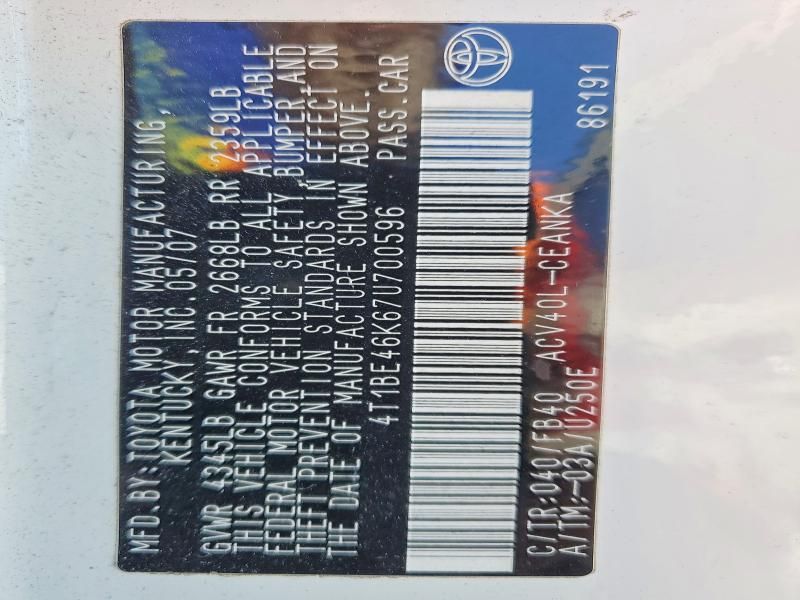 MFD.BY:TOYOTA MOTOR MANUFACTURING,
KENTUCKY,INC.05/07
GVWR 4345LB GAWR FR 2668LB RR 2359LB
THIS VEHICLE CONFORMS TO ALL APPLICABLE
FEDERAL MOTOR VEHICLE SAFETY,BUMPER,AND
THEFT PREVENTION STANDARDS IN EFFECT ON
THE DATE OF MANUFACTURE SHOWN ABOVE.
4T1BE46K67U700596 PASS.CAR
C/TR:040/FB40 ACV40L-CEANKA
A/TM:-03A/U250E 86191